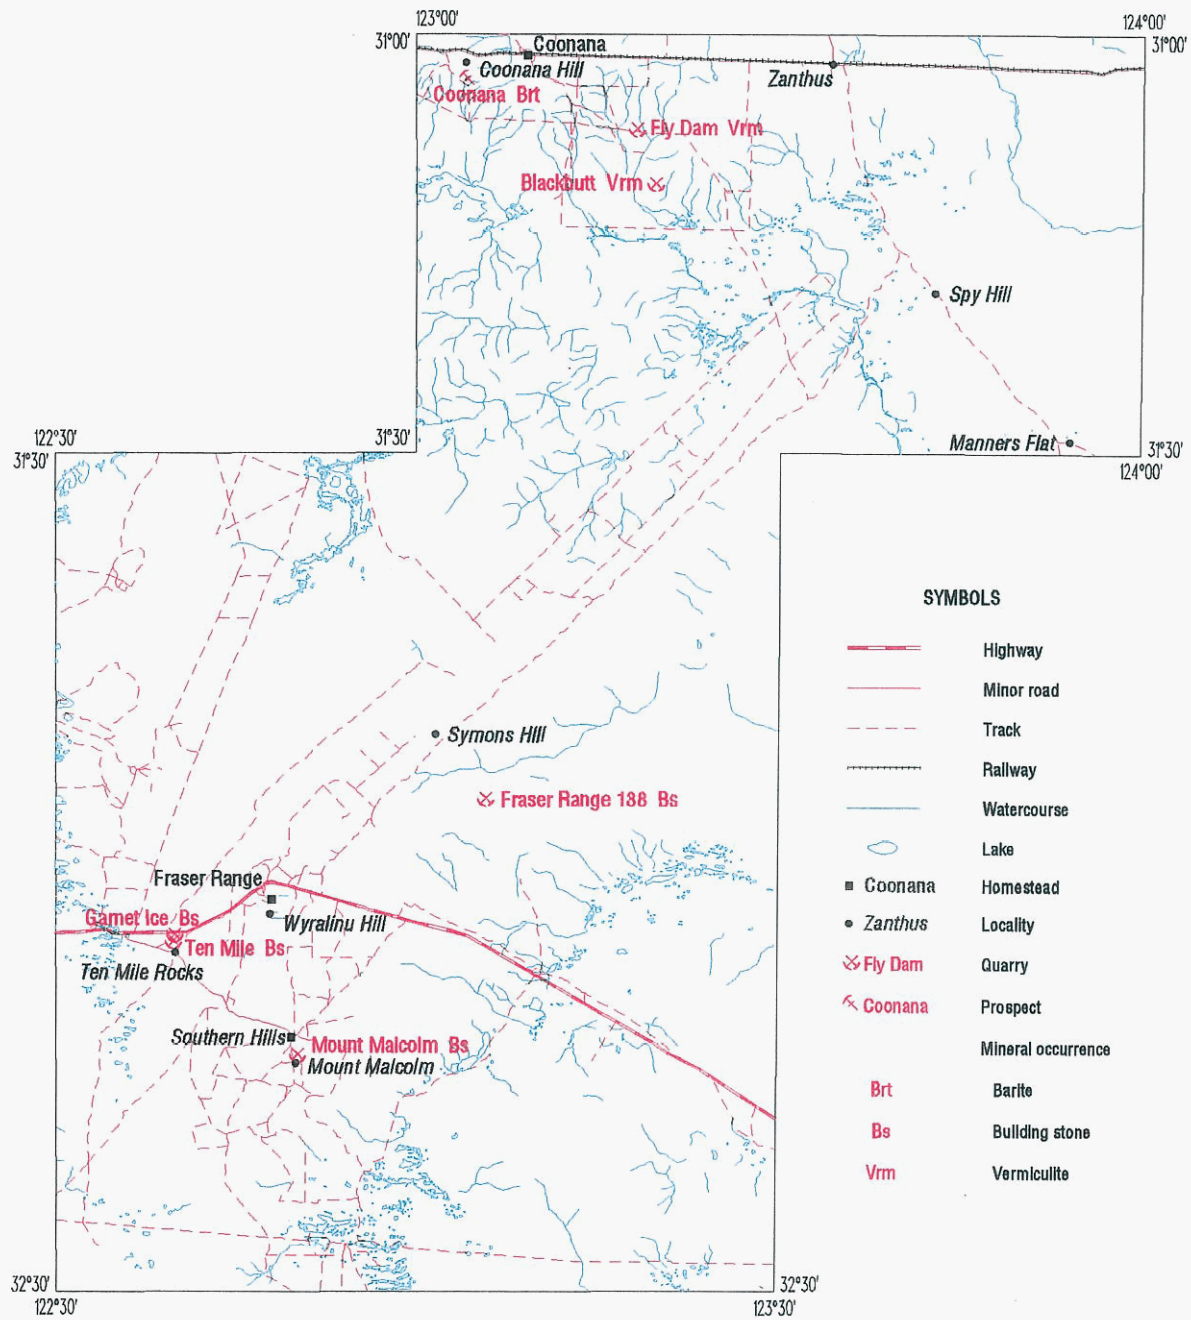 123°00'
124°00'
31°00'
31°00'
Coonana
Coonana Hill
Zanthus
Coonana Brt
Fly Dam Vrm
Blackbutt Vrm
Spy Hill
Manners Flat
122°30'
31°30'
31°30'
31°30'
124°00'
SYMBOLS
Highway
Minor road
Track
Railway
Watercourse
Lake
Coonana Homestead
Zanthus Locality
Fly Dam Quarry
Coonana Prospect
Mineral occurrence
Brt Barite
Bs Building stone
Vrm Vermiculite
Symons Hill
Fraser Range 188 Bs
Fraser Range
Garnet Ice Bs
Wyralinu Hill
Ten Mile Bs
Ten Mile Rocks
Southern Hills
Mount Malcolm Bs
Mount Malcolm
32°30'
32°30'
122°30'
123°30'